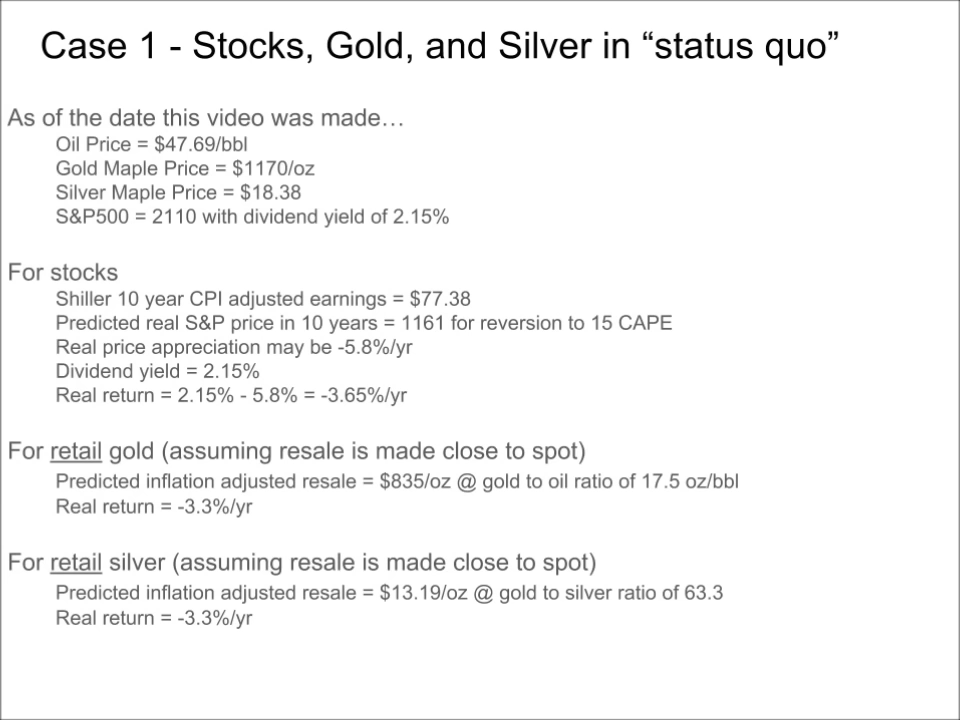 Case 1 - Stocks, Gold, and Silver in “status quo”
As of the date this video was made…
Oil Price = $47.69/bbl
Gold Maple Price = $1170/oz
Silver Maple Price = $18.38
S&P500 = 2110 with dividend yield of 2.15%
For stocks
Shiller 10 year CPI adjusted earnings = $77.38
Predicted real S&P price in 10 years = 1161 for reversion to 15 CAPE
Real price appreciation may be -5.8%/yr
Dividend yield = 2.15%
Real return = 2.15% - 5.8% = -3.65%/yr
For retail gold (assuming resale is made close to spot)
Predicted inflation adjusted resale = $835/oz @ gold to oil ratio of 17.5 oz/bbl
Real return = -3.3%/yr
For retail silver (assuming resale is made close to spot)
Predicted inflation adjusted resale = $13.19/oz @ gold to silver ratio of 63.3
Real return = -3.3%/yr